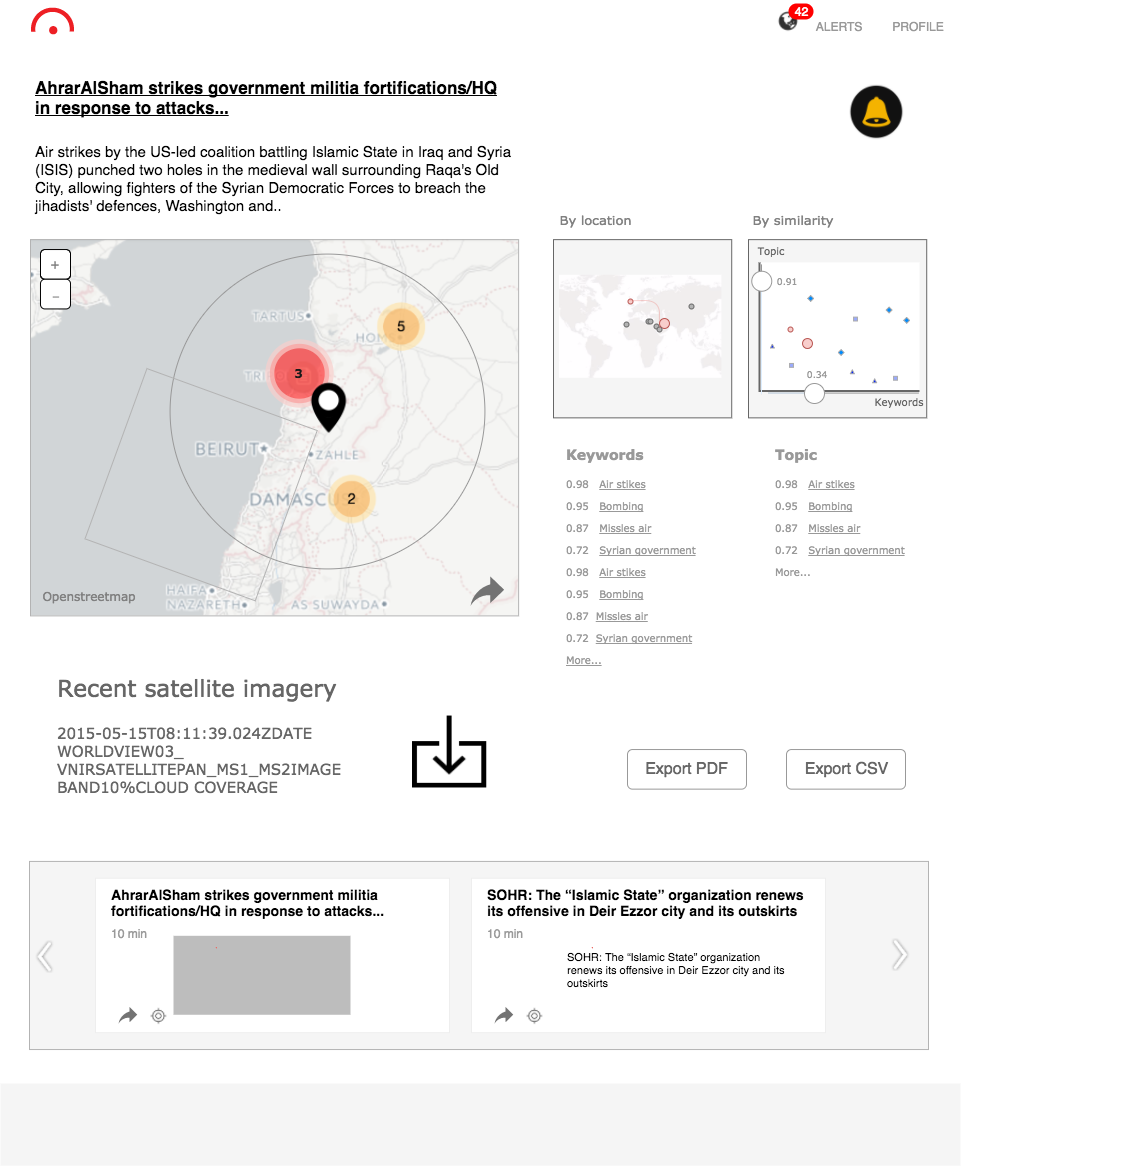 42
ALERTS
PROFILE
AhrarAlSham strikes government militia fortifications/HQ
in response to attacks...
Air strikes by the US-led coalition battling Islamic State in Iraq and Syria
(ISIS) punched two holes in the medieval wall surrounding Raqa's Old
City, allowing fighters of the Syrian Democratic Forces to breach the
jihadists' defences, Washington and..
By location
By similarity
+
–
TARTUS
5
HOM
TRI
3
BEIRUT
ZAHLE
DAMASCU
2
HAIFA
NAZARETH
AS SUWAYDA
Openstreetmap
Topic
0.91
0.34
Keywords
Keywords
0.98 Air stikes
0.95 Bombing
0.87 Missles air
0.72 Syrian government
0.98 Air stikes
0.95 Bombing
0.87 Missles air
0.72 Syrian government
More...
Topic
0.98 Air stikes
0.95 Bombing
0.87 Missles air
0.72 Syrian government
More...
Recent satellite imagery
2015-05-15T08:11:39.024ZDATE
WORLDVIEW03_
VNIRSATELLITEPAN_MS1_MS2IMAGE
BAND10%CLOUD COVERAGE
Export PDF
Export CSV
AhrarAlSham strikes government militia
fortifications/HQ in response to attacks...
10 min
SOHR: The “Islamic State” organization renews
its offensive in Deir Ezzor city and its outskirts
10 min
SOHR: The “Islamic State” organization
renews its offensive in Deir Ezzor city and its
outskirts